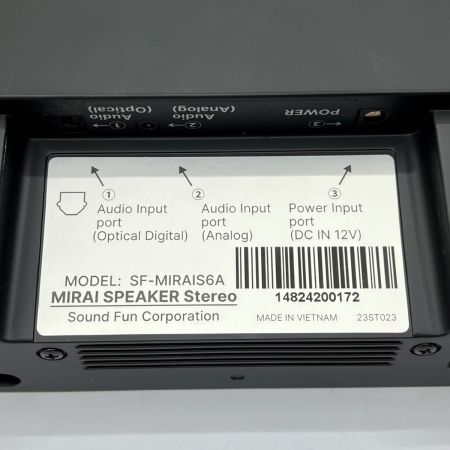 POWER ③→
Audio (Analog) ②→
Audio (Optical) ①→
① Audio Input port (Optical Digital)
② Audio Input port (Analog)
③ Power Input port (DC IN 12V)
MODEL: SF-MIRAIS6A
MIRAI SPEAKER Stereo
Sound Fun Corporation
14824200172
MADE IN VIETNAM 23ST023